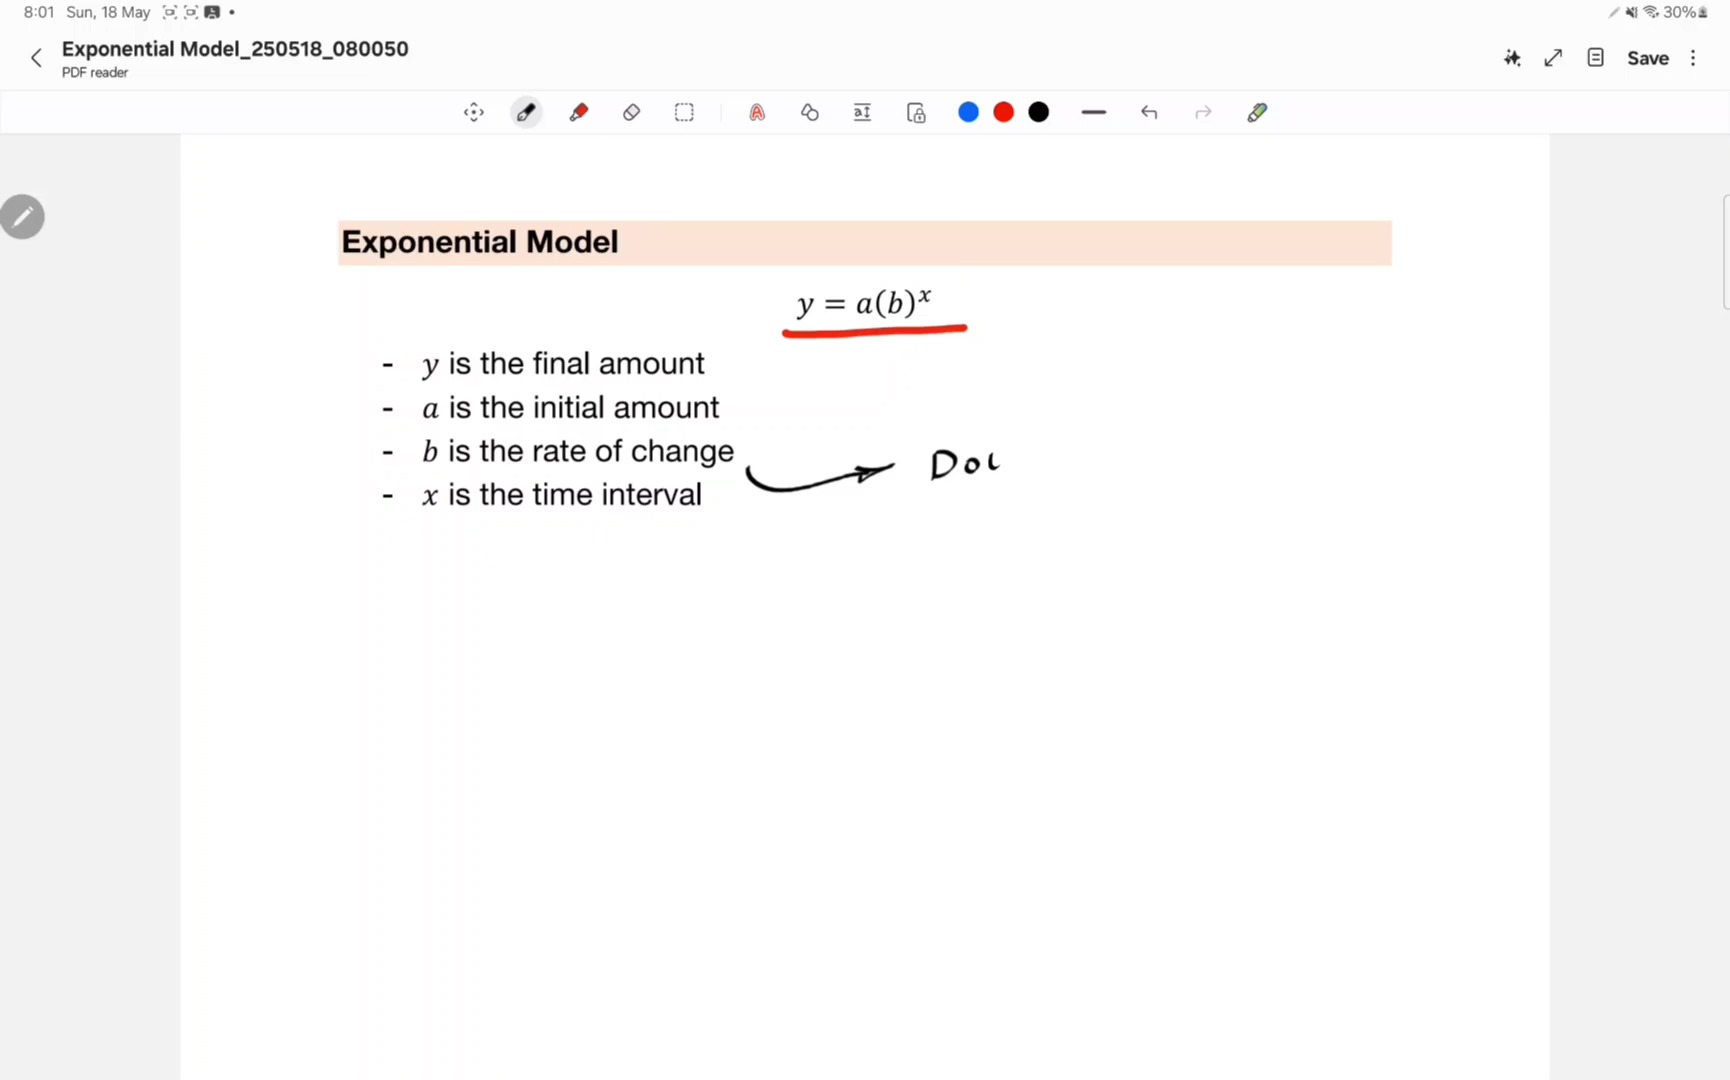 8:01 Sun, 18 May 30%
Exponential Model_250518_080050
PDF reader
Save
Exponential Model
y = a(b)ˣ
- y is the final amount
- a is the initial amount
- b is the rate of change
- x is the time interval
Dou